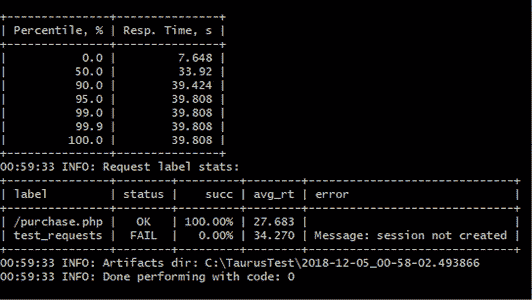 +---------------+---------------+
| Percentile, % | Resp. Time, s |
+---------------+---------------+
|           0.0 |         7.648 |
|          50.0 |         33.92 |
|          90.0 |        39.424 |
|          95.0 |        39.808 |
|          99.0 |        39.808 |
|          99.9 |        39.808 |
|         100.0 |        39.808 |
+---------------+---------------+
00:59:33 INFO: Request label stats:
+---------------+--------+---------+--------+------------------------------+
| label         | status |    succ | avg_rt | error                        |
+---------------+--------+---------+--------+------------------------------+
| /purchase.php |   OK   | 100.00% | 27.683 |                              |
| test_requests |  FAIL  |   0.00% | 34.270 | Message: session not created |
+---------------+--------+---------+--------+------------------------------+
00:59:33 INFO: Artifacts dir: C:\TaurusTest\2018-12-05_00-58-02.493866
00:59:33 INFO: Done performing with code: 0